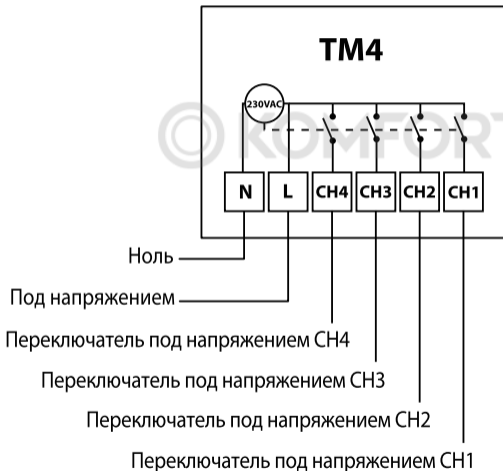 TM4
KOMFORT
230VAC
N L CH4 CH3 CH2 CH1
Ноль
Под напряжением
Переключатель под напряжением CH4
Переключатель под напряжением CH3
Переключатель под напряжением CH2
Переключатель под напряжением CH1